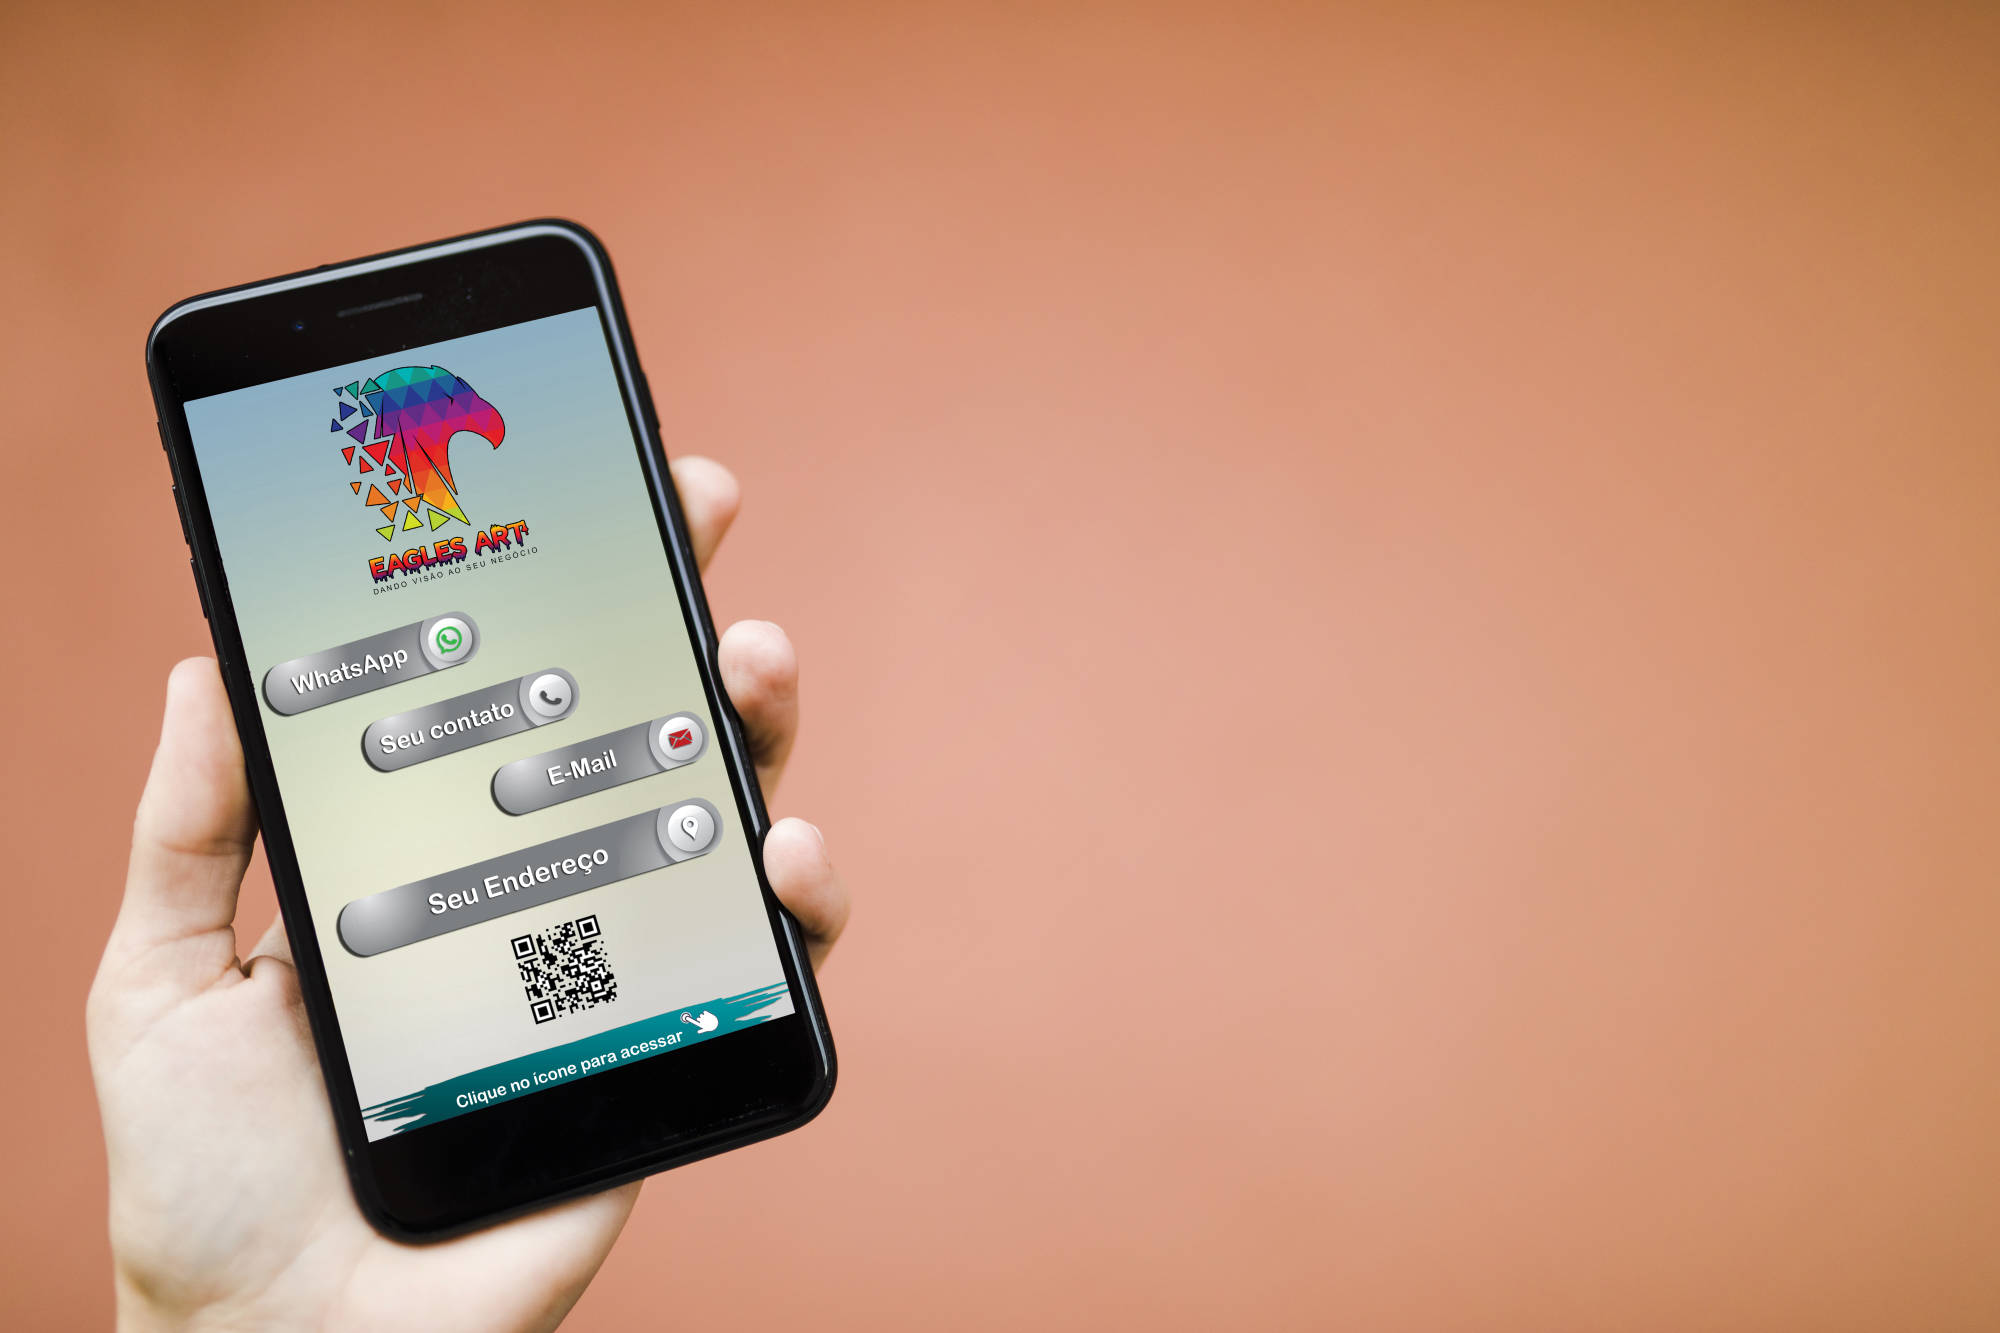 EAGLES ART
DANDO VISÃO AO SEU NEGÓCIO
WhatsApp
Seu contato
E-Mail
Seu Endereço
Clique no ícone para acessar